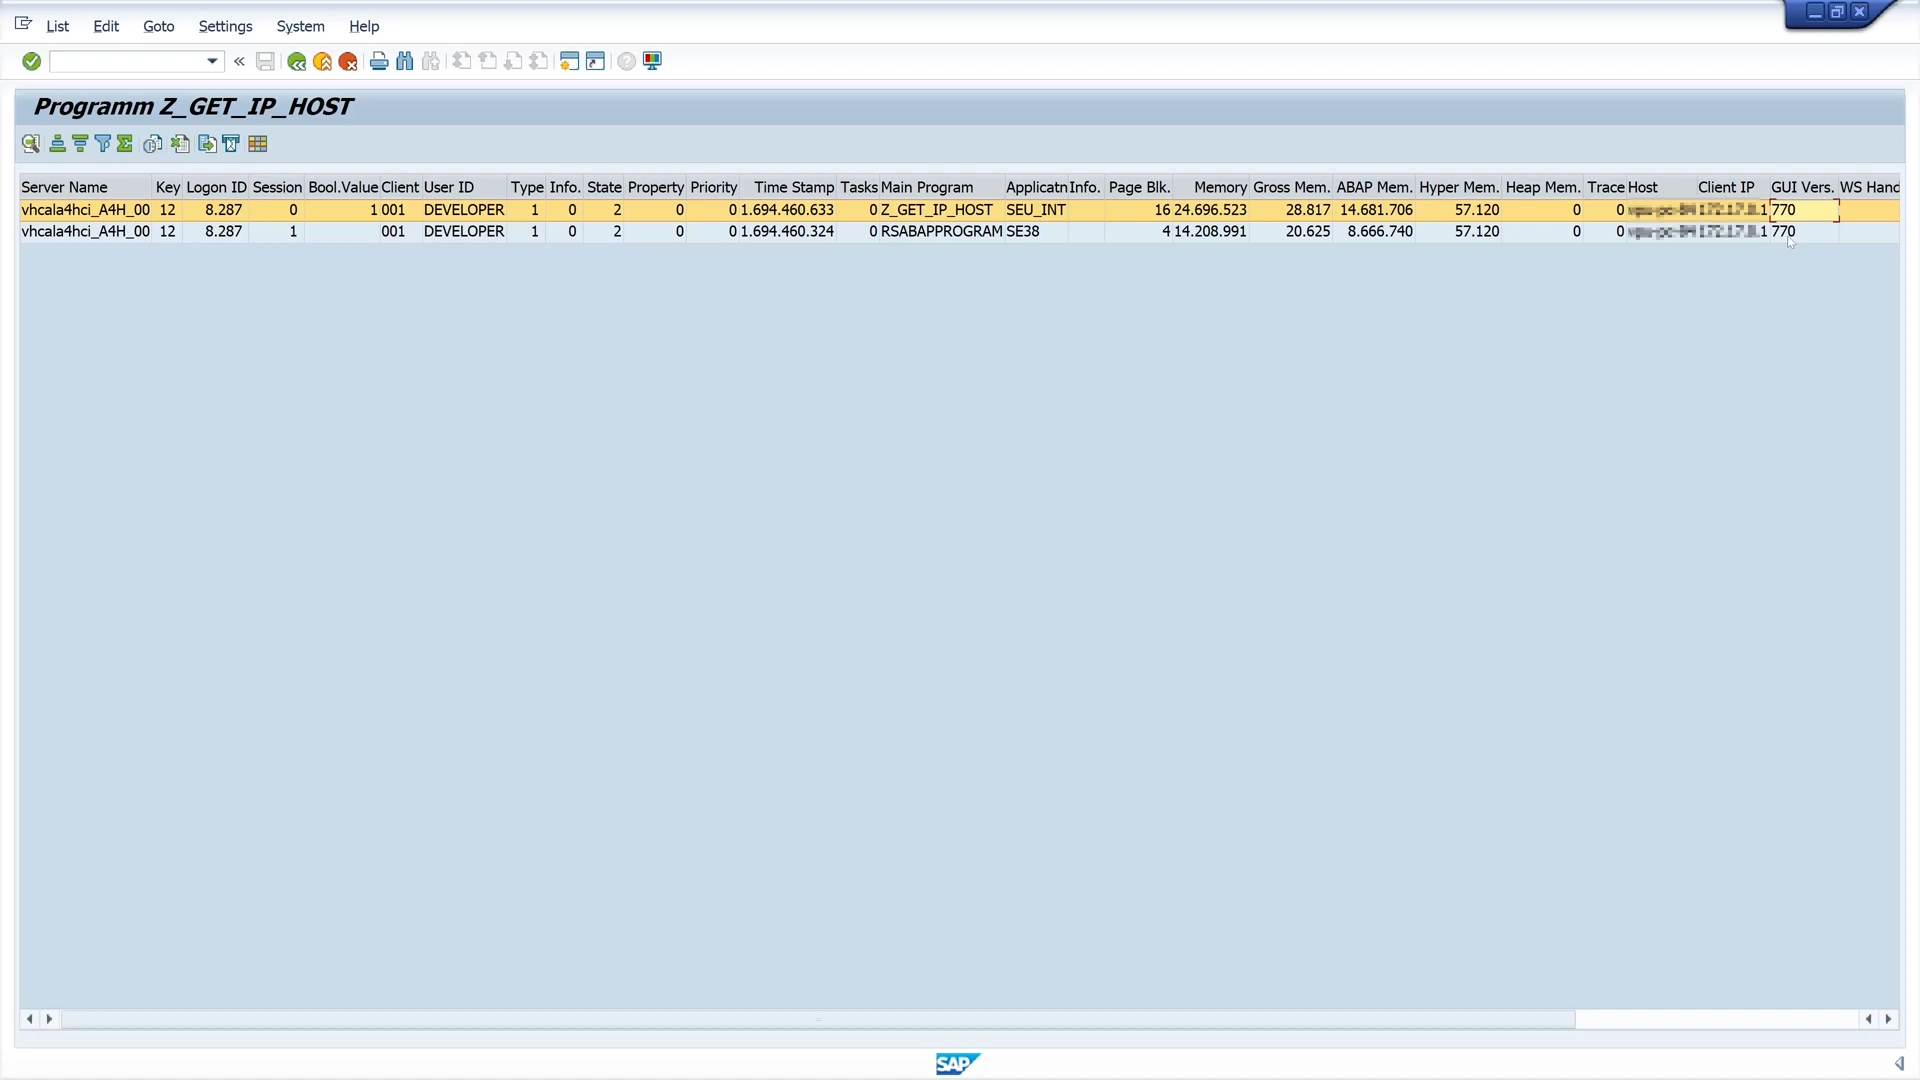 List Edit Goto Settings System Help
Programm Z_GET_IP_HOST
Server Name Key Logon ID Session Bool.Value Client User ID Type Info. State Property Priority Time Stamp Tasks Main Program Applicatn Info. Page Blk. Memory Gross Mem. ABAP Mem. Hyper Mem. Heap Mem. Trace Host Client IP GUI Vers. WS Hand
vhcala4hci_A4H_00 12 8.287 0 1 001 DEVELOPER 1 0 2 0 0 1.694.460.633 0 Z_GET_IP_HOST SEU_INT 16 24.696.523 28.817 14.681.706 57.120 0 0 1 770
vhcala4hci_A4H_00 12 8.287 1 001 DEVELOPER 1 0 2 0 0 1.694.460.324 0 RSABAPPROGRAM SE38 4 14.208.991 20.625 8.666.740 57.120 0 0 1 770
SAP